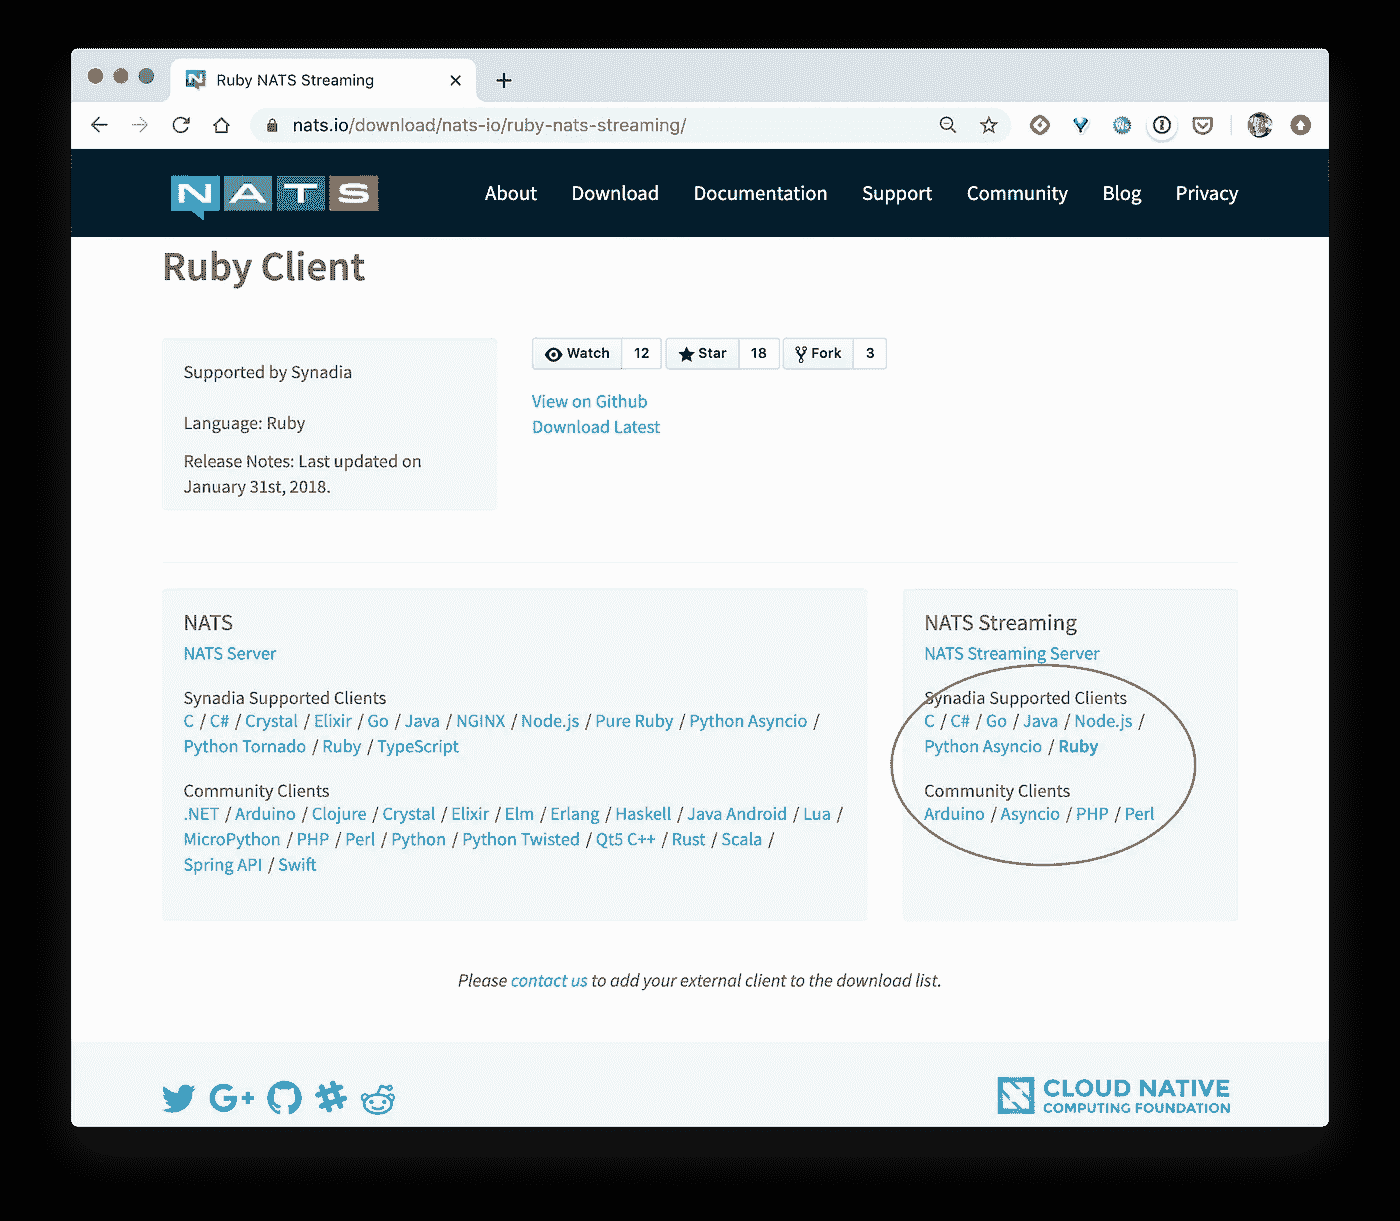 Ruby NATS Streaming
nats.io/download/nats-io/ruby-nats-streaming/
NATS
About Download Documentation Support Community Blog Privacy
Ruby Client
Supported by Synadia
Language: Ruby
Release Notes: Last updated on
January 31st, 2018.
Watch 12 Star 18 Fork 3
View on Github
Download Latest
NATS
NATS Server
Synadia Supported Clients
C / C# / Crystal / Elixir / Go / Java / NGINX / Node.js / Pure Ruby / Python Asyncio /
Python Tornado / Ruby / TypeScript
Community Clients
.NET / Arduino / Clojure / Crystal / Elixir / Elm / Erlang / Haskell / Java Android / Lua /
MicroPython / PHP / Perl / Python / Python Twisted / Qt5 C++ / Rust / Scala /
Spring API / Swift
NATS Streaming
NATS Streaming Server
Synadia Supported Clients
C / C# / Go / Java / Node.js /
Python Asyncio / Ruby
Community Clients
Arduino / Asyncio / PHP / Perl
Please contact us to add your external client to the download list.
G+
CLOUD NATIVE
COMPUTING FOUNDATION